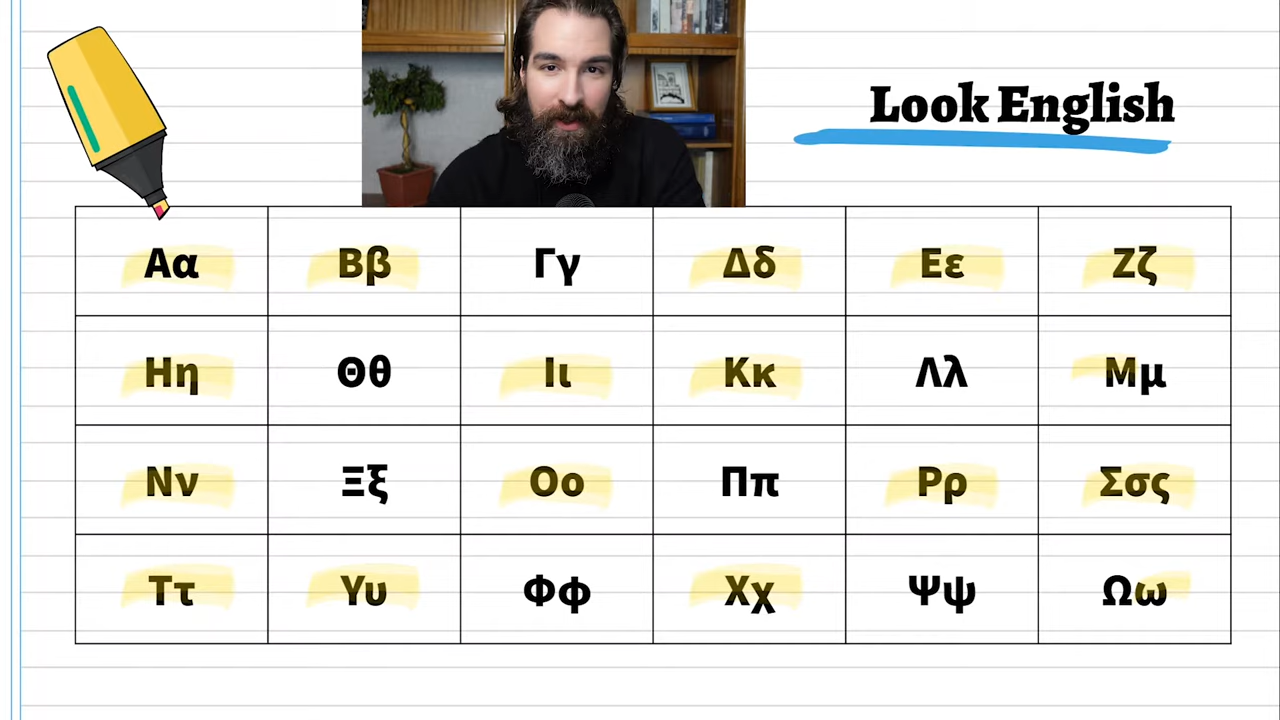 Look English
Αα Ββ Γγ Δδ Εε Ζζ
Ηη Θθ Ιι Κκ Λλ Μμ
Νν Ξξ Οο Ππ Ρρ Σσς
Ττ Υυ Φφ Χχ Ψψ Ωω